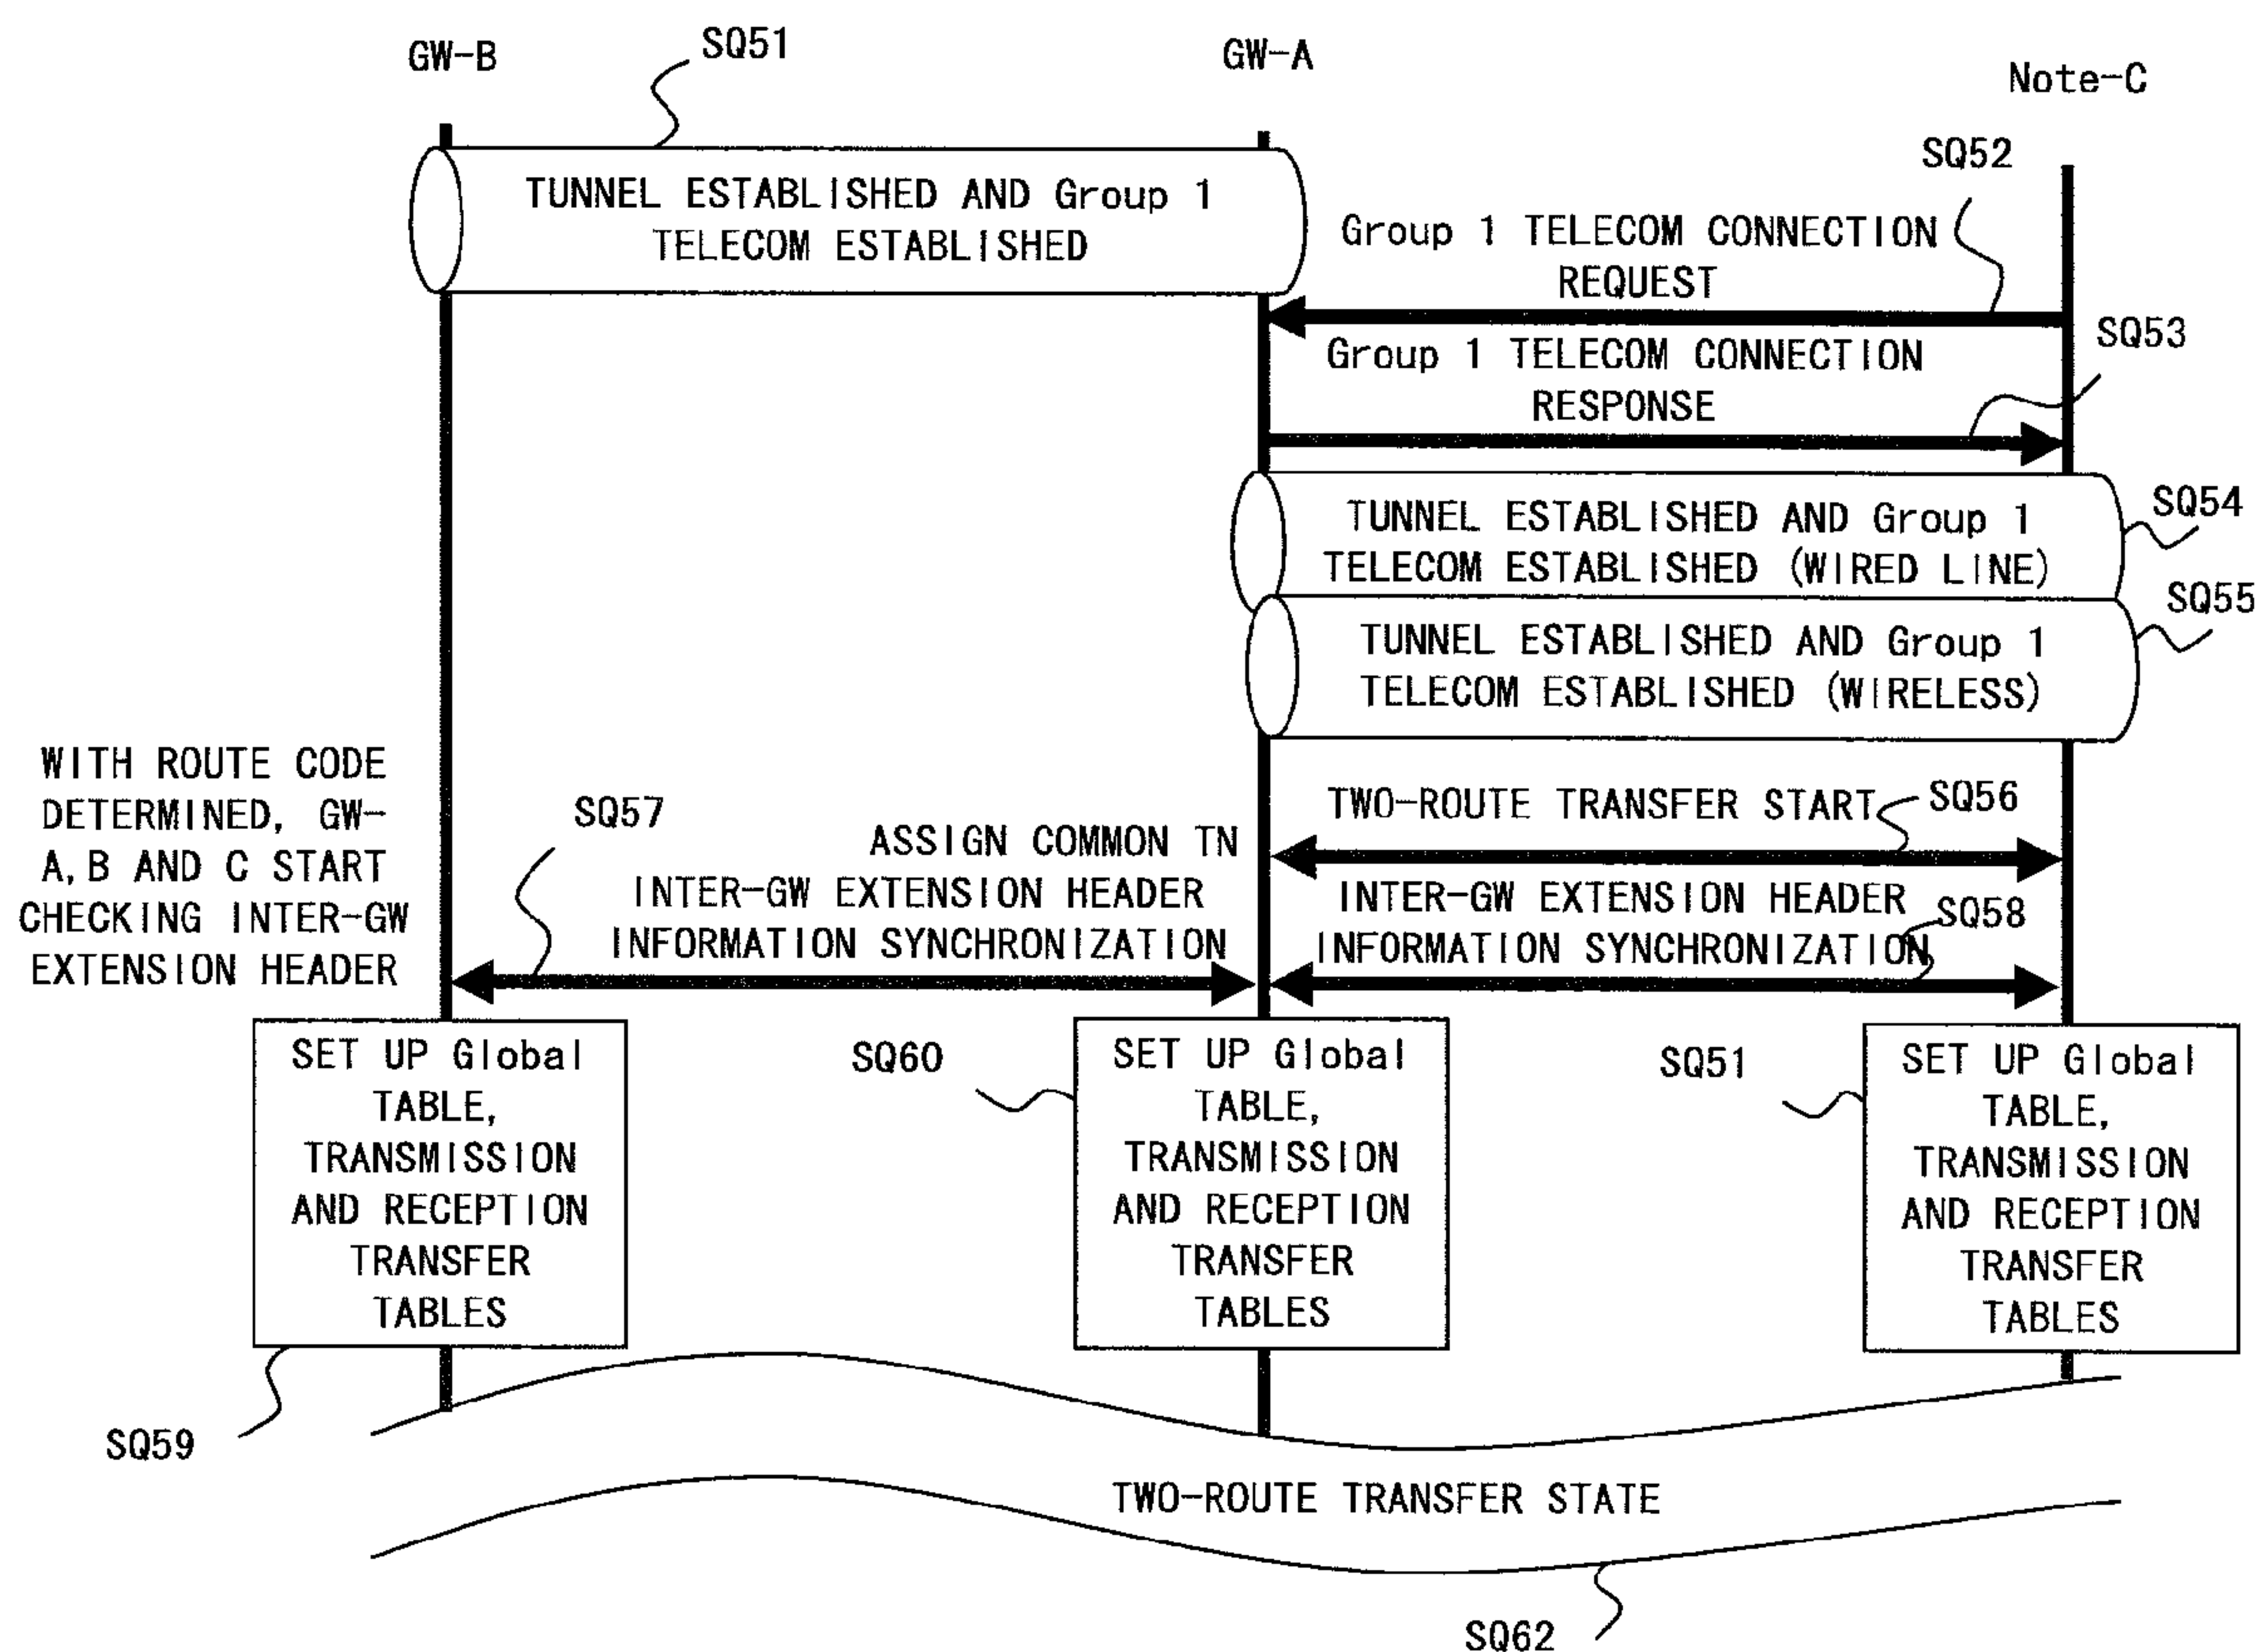 GW-B
SQ51
GW-A
Note-C
TUNNEL ESTABLISHED AND Group 1
TELECOM ESTABLISHED
SQ52
Group 1 TELECOM CONNECTION
REQUEST
SQ53
Group 1 TELECOM CONNECTION
RESPONSE
SQ54
TUNNEL ESTABLISHED AND Group 1
TELECOM ESTABLISHED (WIRED LINE)
SQ55
TUNNEL ESTABLISHED AND Group 1
TELECOM ESTABLISHED (WIRELESS)
WITH ROUTE CODE
DETERMINED, GW-
A, B AND C START
CHECKING INTER-GW
EXTENSION HEADER
SQ57
ASSIGN COMMON TN
INTER-GW EXTENSION HEADER
INFORMATION SYNCHRONIZATION
TWO-ROUTE TRANSFER START
SQ56
INTER-GW EXTENSION HEADER
INFORMATION SYNCHRONIZATION
SQ58
SET UP Global
TABLE,
TRANSMISSION
AND RECEPTION
TRANSFER
TABLES
SQ59
SQ60
SET UP Global
TABLE,
TRANSMISSION
AND RECEPTION
TRANSFER
TABLES
SQ51
SET UP Global
TABLE,
TRANSMISSION
AND RECEPTION
TRANSFER
TABLES
TWO-ROUTE TRANSFER STATE
SQ62